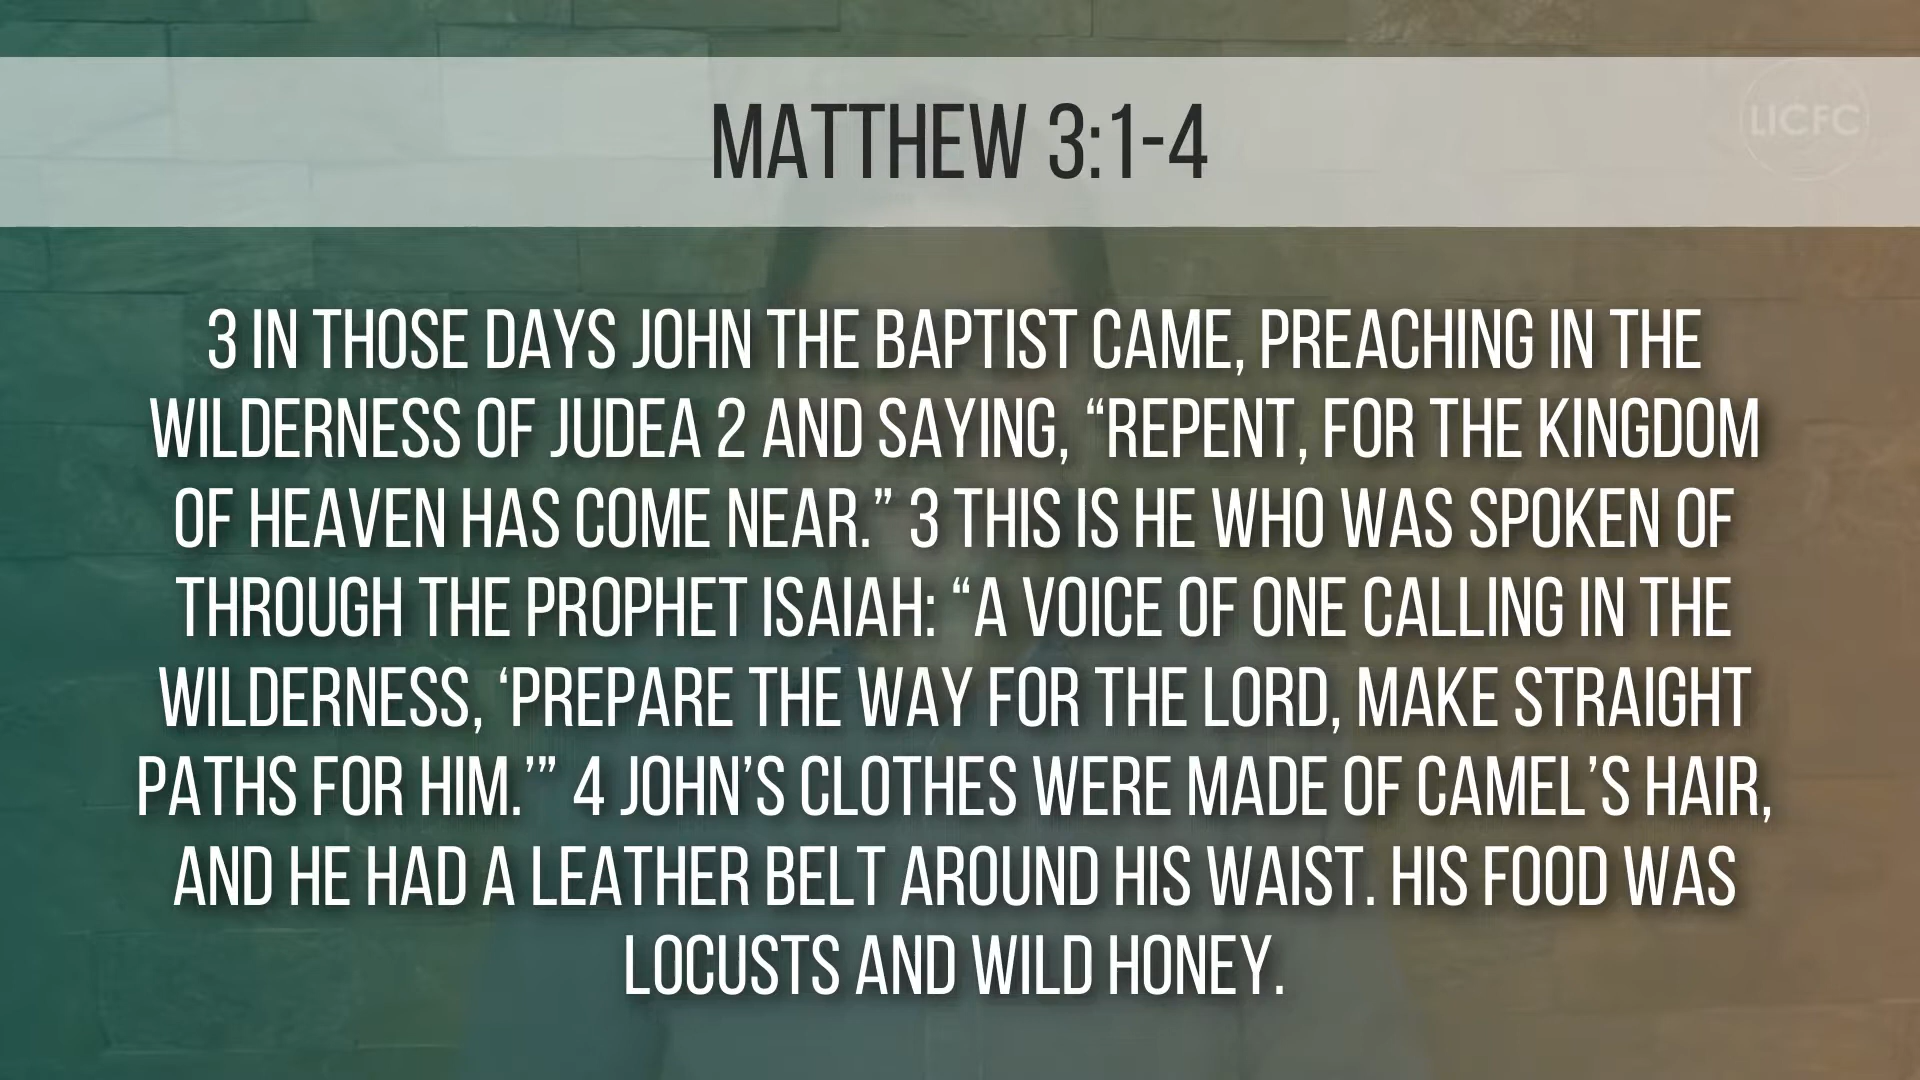 MATTHEW 3:1-4
LICFC
3 IN THOSE DAYS JOHN THE BAPTIST CAME, PREACHING IN THE
WILDERNESS OF JUDEA 2 AND SAYING, “REPENT, FOR THE KINGDOM
OF HEAVEN HAS COME NEAR.” 3 THIS IS HE WHO WAS SPOKEN OF
THROUGH THE PROPHET ISAIAH: “A VOICE OF ONE CALLING IN THE
WILDERNESS, ‘PREPARE THE WAY FOR THE LORD, MAKE STRAIGHT
PATHS FOR HIM.’” 4 JOHN’S CLOTHES WERE MADE OF CAMEL’S HAIR,
AND HE HAD A LEATHER BELT AROUND HIS WAIST. HIS FOOD WAS
LOCUSTS AND WILD HONEY.